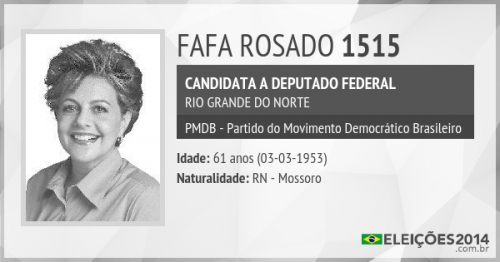 FAFA ROSADO 1515
CANDIDATA A DEPUTADO FEDERAL
RIO GRANDE DO NORTE
PMDB - Partido do Movimento Democrático Brasileiro
Idade: 61 anos (03-03-1953)
Naturalidade: RN - Mossoro
ELEIÇÕES2014
.com.br